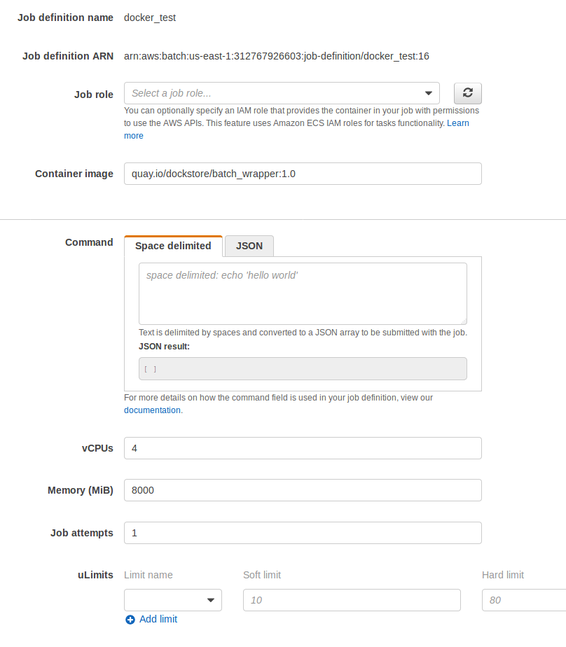 Job definition name docker_test
Job definition ARN arn:aws:batch:us-east-1:312767926603:job-definition/docker_test:16
Job role Select a job role...
You can optionally specify an IAM role that provides the container in your job with permissions
to use the AWS APIs. This feature uses Amazon ECS IAM roles for tasks functionality. Learn
more
Container image quay.io/dockstore/batch_wrapper:1.0
Command Space delimited JSON
space delimited: echo 'hello world'
Text is delimited by spaces and converted to a JSON array to be submitted with the job.
JSON result:
[ ]
For more details on how the command field is used in your job definition, view our
documentation.
vCPUs 4
Memory (MiB) 8000
Job attempts 1
uLimits Limit name Soft limit Hard limit
10 80
Add limit